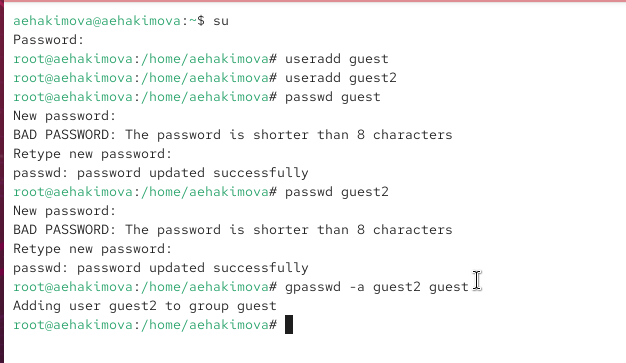 aehakimova@aehakimova:~$ su
Password:
root@aehakimova:/home/aehakimova# useradd guest
root@aehakimova:/home/aehakimova# useradd guest2
root@aehakimova:/home/aehakimova# passwd guest
New password:
BAD PASSWORD: The password is shorter than 8 characters
Retype new password:
passwd: password updated successfully
root@aehakimova:/home/aehakimova# passwd guest2
New password:
BAD PASSWORD: The password is shorter than 8 characters
Retype new password:
passwd: password updated successfully
root@aehakimova:/home/aehakimova# gpasswd -a guest2 guest
Adding user guest2 to group guest
root@aehakimova:/home/aehakimova#